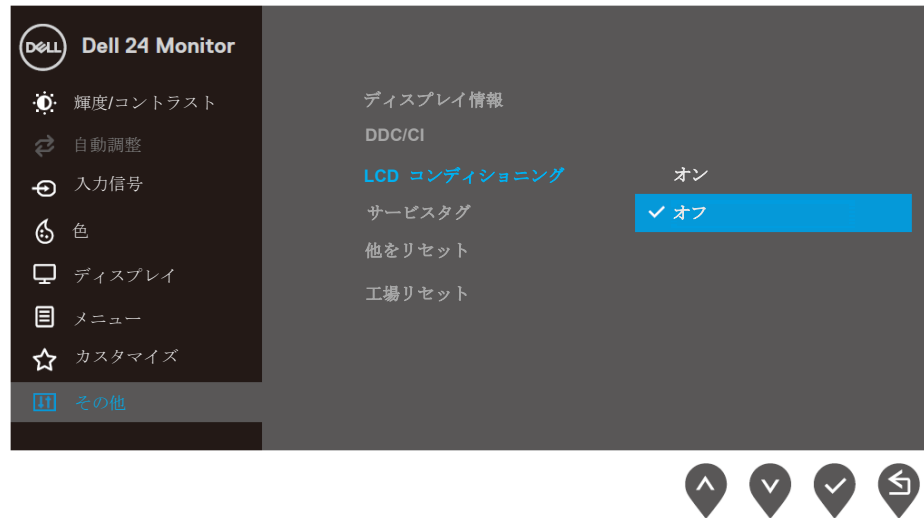 DELL Dell 24 Monitor
輝度/コントラスト
自動調整
入力信号
色
ディスプレイ
メニュー
カスタマイズ
その他
ディスプレイ情報
DDC/CI
LCD コンディショニング
サービスタグ
他をリセット
工場リセット
オン
オフ